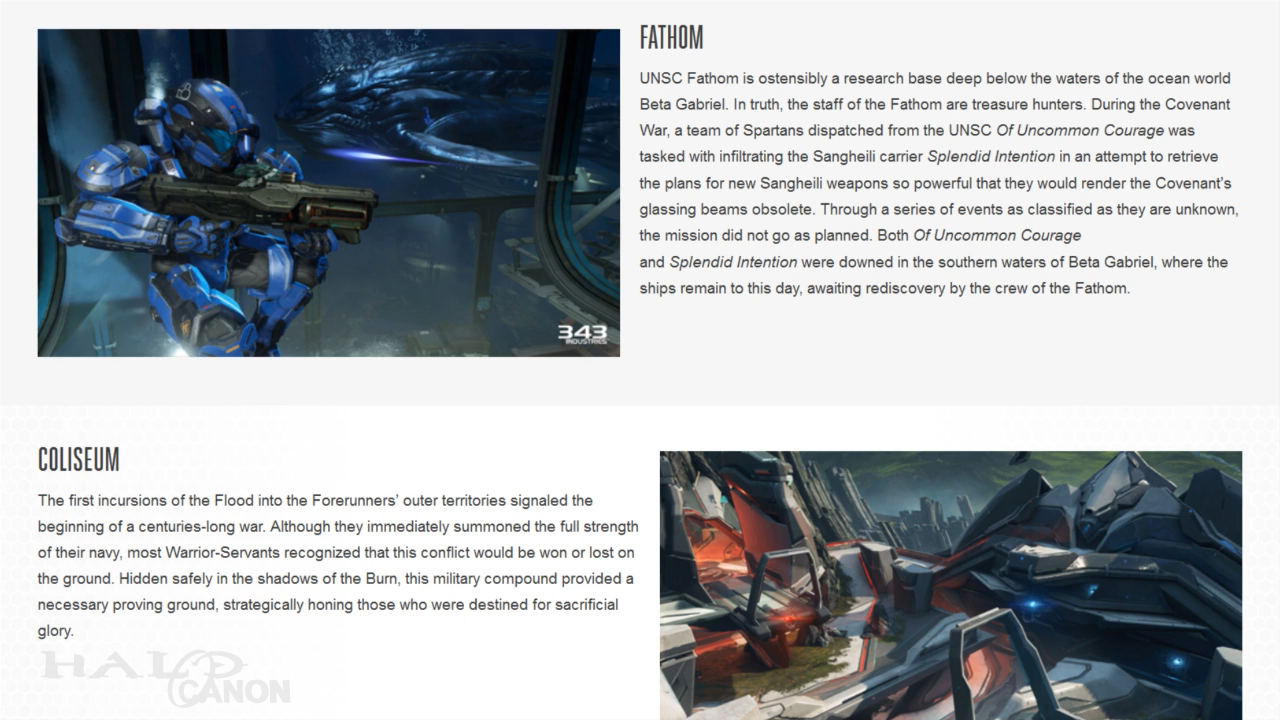 FATHOM
UNSC Fathom is ostensibly a research base deep below the waters of the ocean world
Beta Gabriel. In truth, the staff of the Fathom are treasure hunters. During the Covenant
War, a team of Spartans dispatched from the UNSC Of Uncommon Courage was
tasked with infiltrating the Sangheili carrier Splendid Intention in an attempt to retrieve
the plans for new Sangheili weapons so powerful that they would render the Covenant's
glassing beams obsolete. Through a series of events as classified as they are unknown,
the mission did not go as planned. Both Of Uncommon Courage
and Splendid Intention were downed in the southern waters of Beta Gabriel, where the
ships remain to this day, awaiting rediscovery by the crew of the Fathom.
343
INDUSTRIES
COLISEUM
The first incursions of the Flood into the Forerunners' outer territories signaled the
beginning of a centuries-long war. Although they immediately summoned the full strength
of their navy, most Warrior-Servants recognized that this conflict would be won or lost on
the ground. Hidden safely in the shadows of the Burn, this military compound provided a
necessary proving ground, strategically honing those who were destined for sacrificial
glory.
HALO
CANON